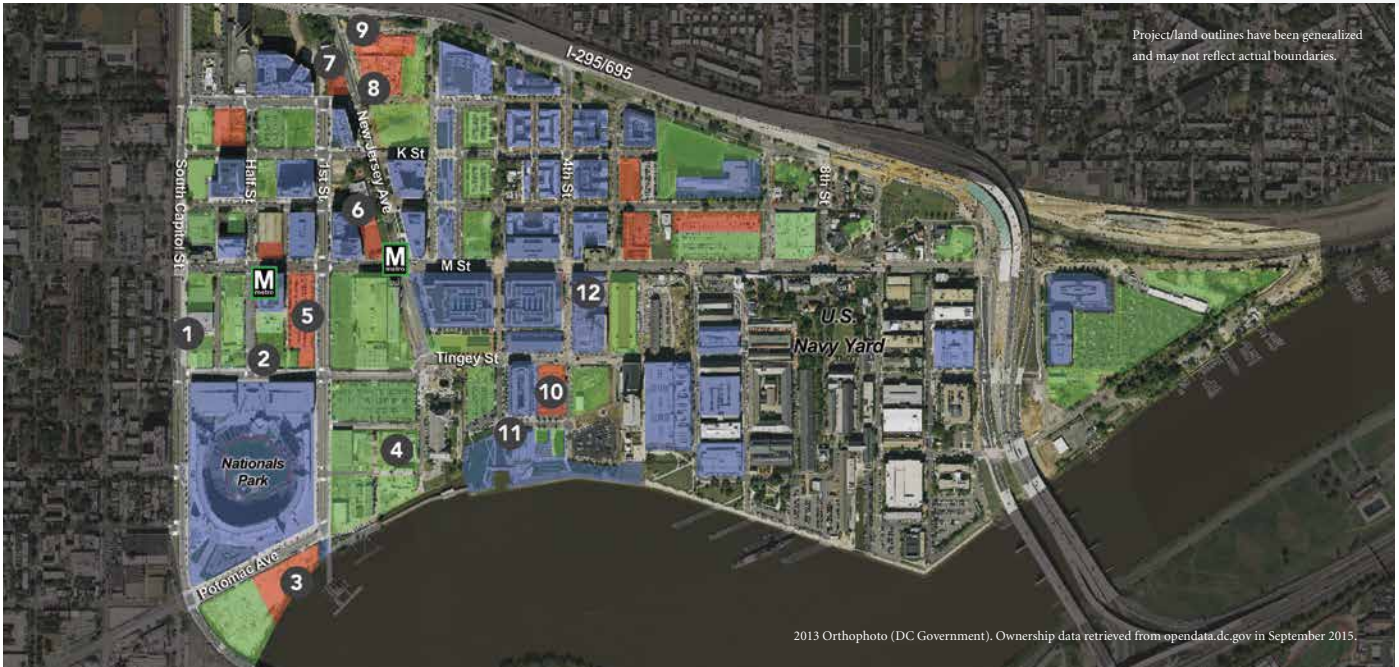 Project/land outlines have been generalized
and may not reflect actual boundaries.
9
7
8
I-295/695
New Jersey Ave
K St
South Capitol St
Half St
1st St
4th St
8th St
6
M
metro
M St
M
metro
5
12
1
2
U.S.
Navy Yard
Tingey St
10
11
4
Nationals
Park
Potomac Ave
3
2013 Orthophoto (DC Government). Ownership data retrieved from opendata.dc.gov in September 2015.